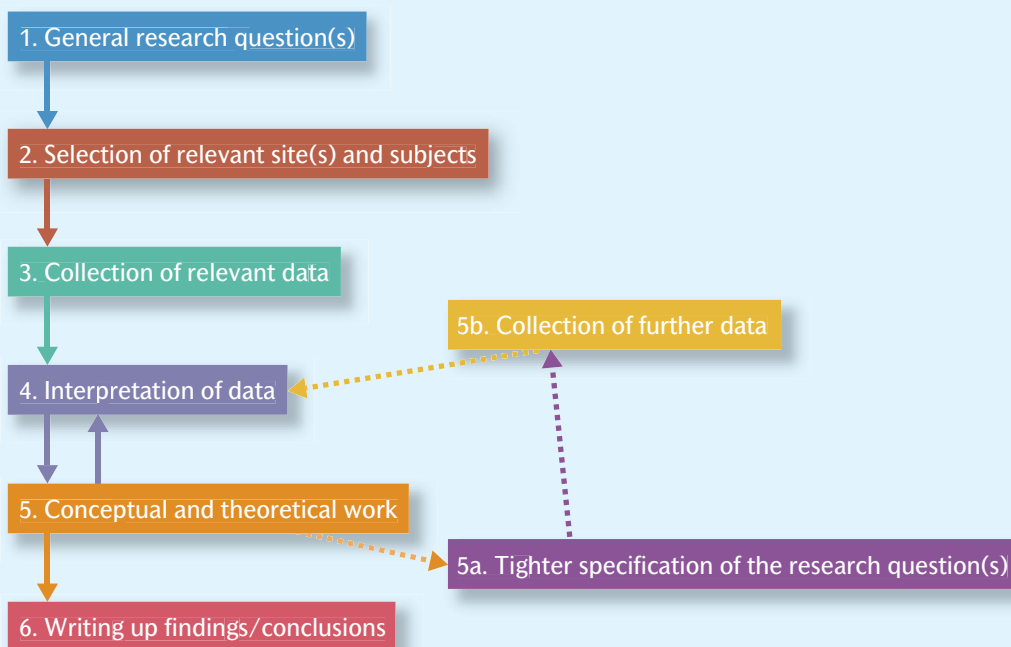 1. General research question(s)
2. Selection of relevant site(s) and subjects
3. Collection of relevant data
5b. Collection of further data
4. Interpretation of data
5. Conceptual and theoretical work
5a. Tighter specification of the research question(s)
6. Writing up findings/conclusions